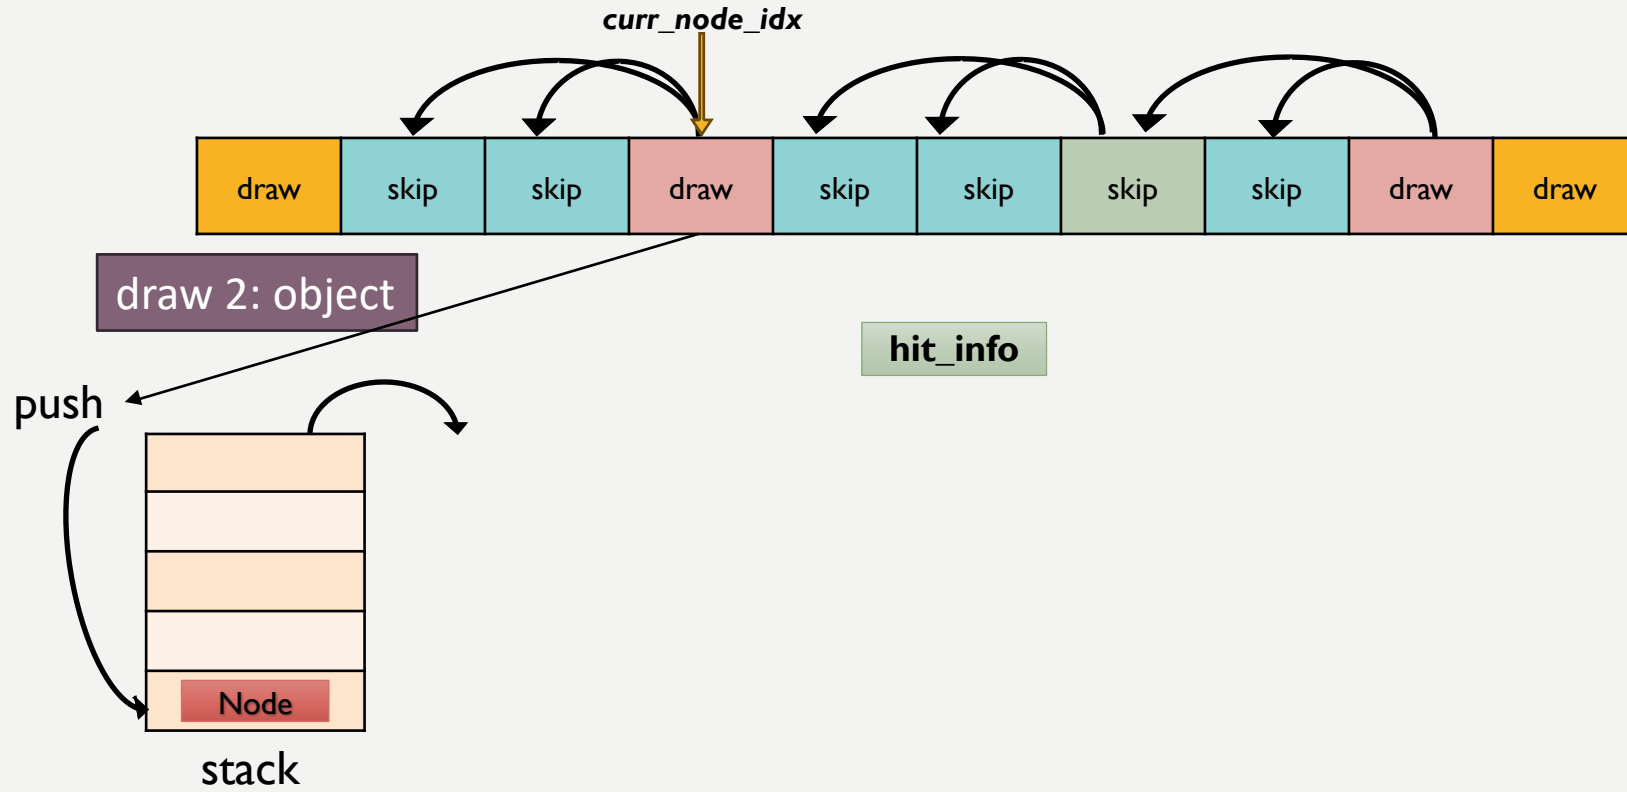 curr_node_idx
draw skip skip draw skip skip skip skip draw draw
draw 2: object
hit_info
push
Node
stack